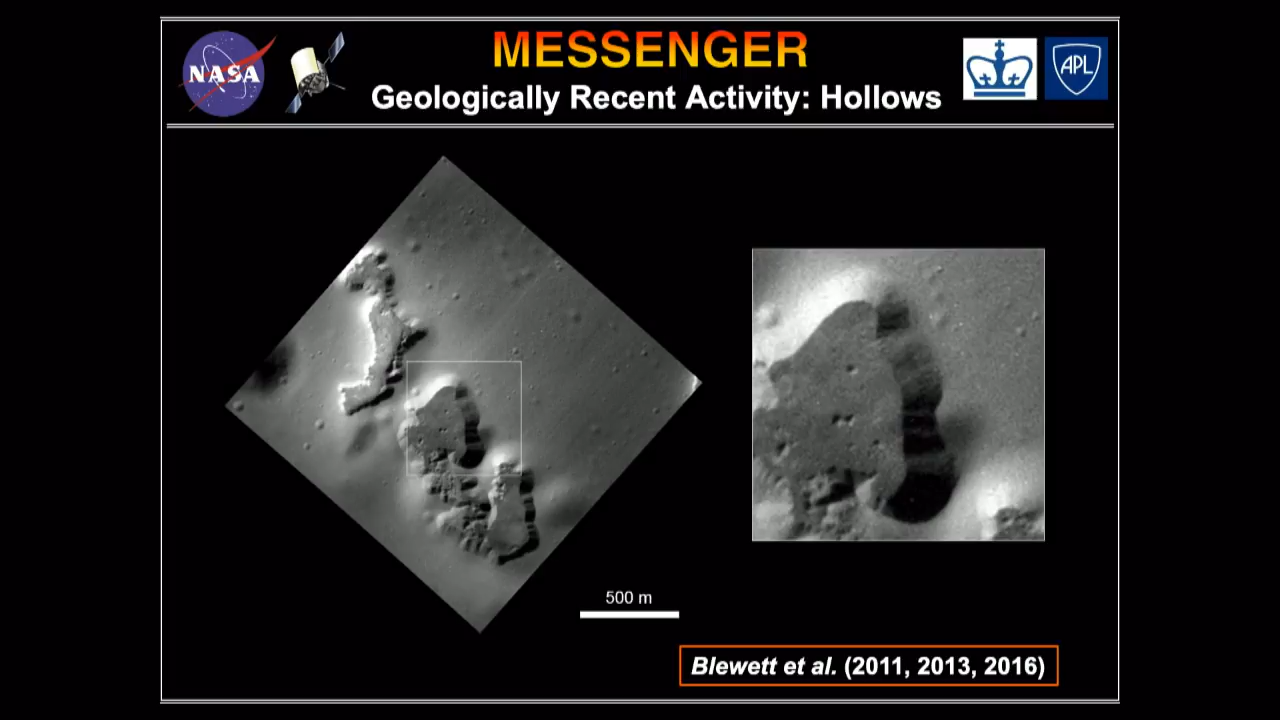 NASA
MESSENGER
Geologically Recent Activity: Hollows
APL
500 m
Blewett et al. (2011, 2013, 2016)